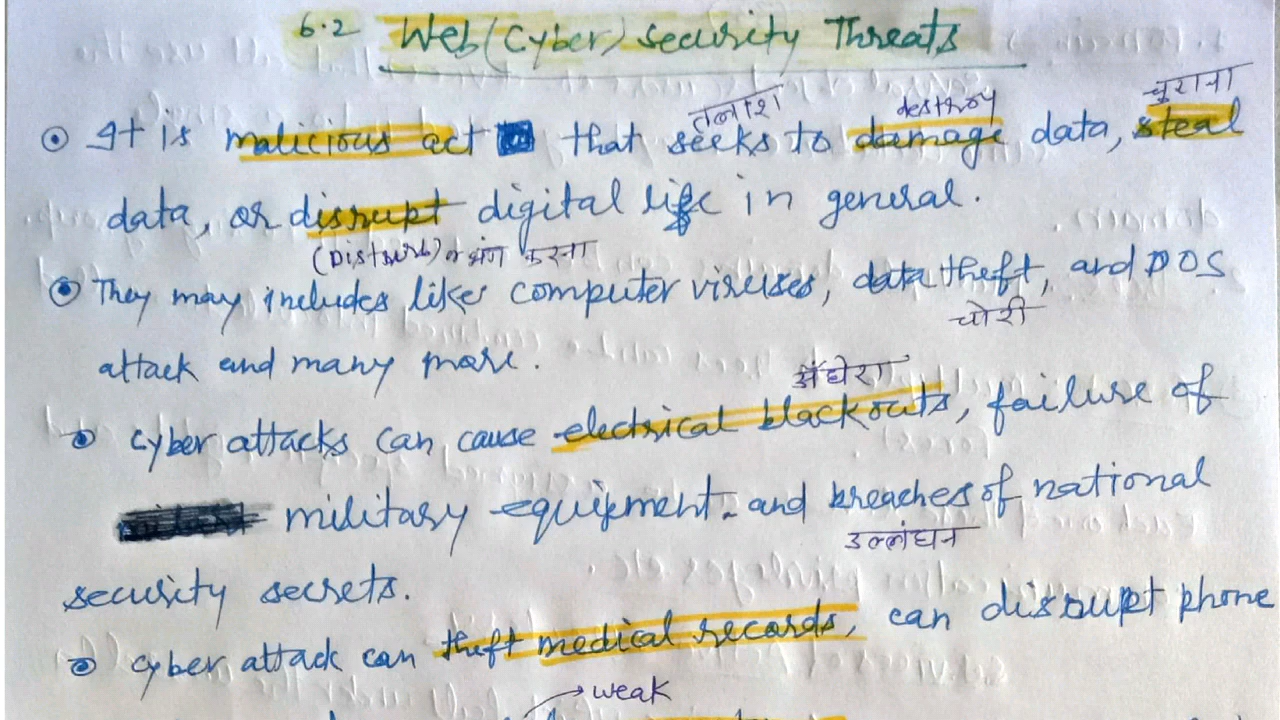 6.2 Web(Cyber) Security Threats
तलाश destroy चुराना
It is malicious act that seeks to damage data, steal
data, or disrupt digital life in general.
(Disturb) or भंग करना
They may includes like computer viruses, data theft, and DOS
चोरी
attack and many more.
अँधेरा
cyber attacks can cause electrical blackouts, failure of
military equipment. and breaches of national
उल्लंघन
security secrets.
cyber attack can theft medical records, can disrupt phone
weak